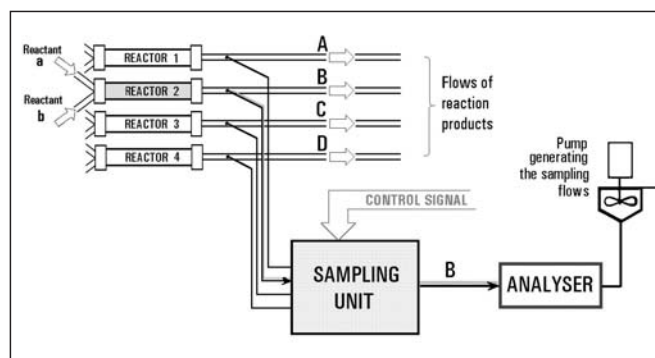 Reactant
a
Reactant
b
REACTOR 1
REACTOR 2
REACTOR 3
REACTOR 4
A
B
C
D
Flows of
reaction
products
Pump
generating
the sampling
flows
CONTROL SIGNAL
SAMPLING
UNIT
B
ANALYSER